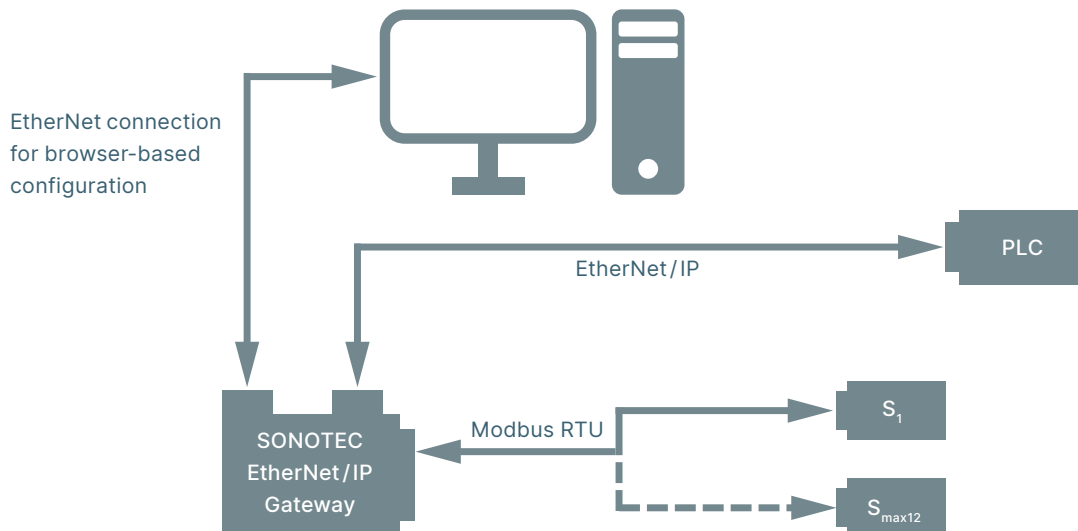 EtherNet connection
for browser-based
configuration
PLC
EtherNet/IP
S1
Modbus RTU
SONOTEC
EtherNet/IP
Gateway
Smax12